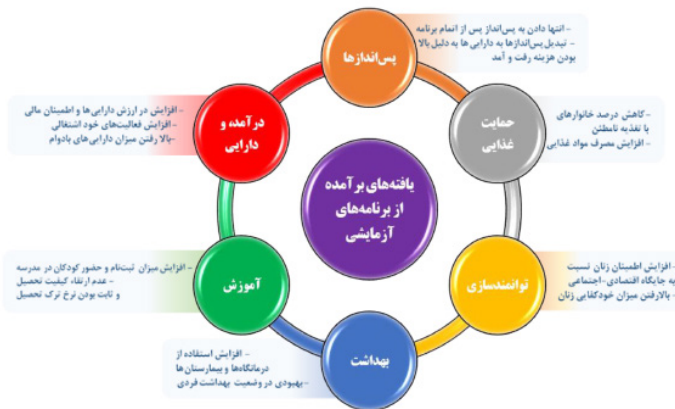 یافته‌های برآمده
از برنامه‌های
آزمایشی
پس‌اندازها
- انتها دادن به پس‌انداز پس از اتمام برنامه
- تبدیل پس‌اندازها به دارایی ها به دلیل بالا
بودن هزینه رفت و آمد
حمایت
غذایی
- کاهش درصد خانوارهای
با تغذیه نامطئن
- افزایش مصرف مواد غذایی
توانمندسازی
- افزایش اطمینان زنان نسبت
به جایگاه اقتصادی-اجتماعی
- بالارفتن میزان خودکفایی زنان
بهداشت
- افزایش استفاده از
درمانگاه‌ها و بیمارستان‌ها
- بهبودی در وضعیت بهداشت فردی
آموزش
- افزایش میزان ثبت‌نام و حضور کودکان در مدرسه
- عدم ارتقاء کیفیت تحصیل
و ثابت بودن نرخ ترک تحصیل
درآمد و
دارایی
- افزایش در ارزش دارایی‌ها و اطمینان مالی
- افزایش فعالیت‌های خود اشتغالی
- بالا رفتن میزان دارایی‌های بادوام